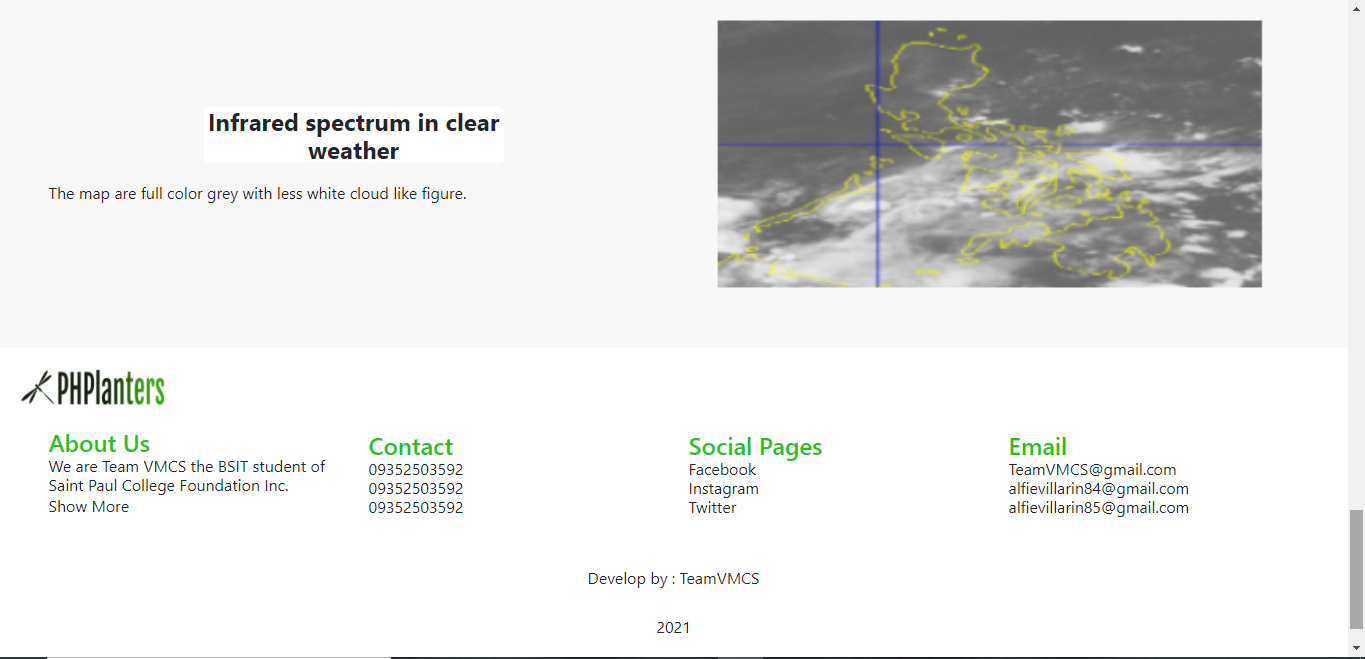 Infrared spectrum in clear
weather
The map are full color grey with less white cloud like figure.
PHPlanters
About Us
We are Team VMCS the BSIT student of
Saint Paul College Foundation Inc.
Show More
Contact
09352503592
09352503592
09352503592
Social Pages
Facebook
Instagram
Twitter
Email
TeamVMCS@gmail.com
alfievillarin84@gmail.com
alfievillarin85@gmail.com
Develop by : TeamVMCS
2021